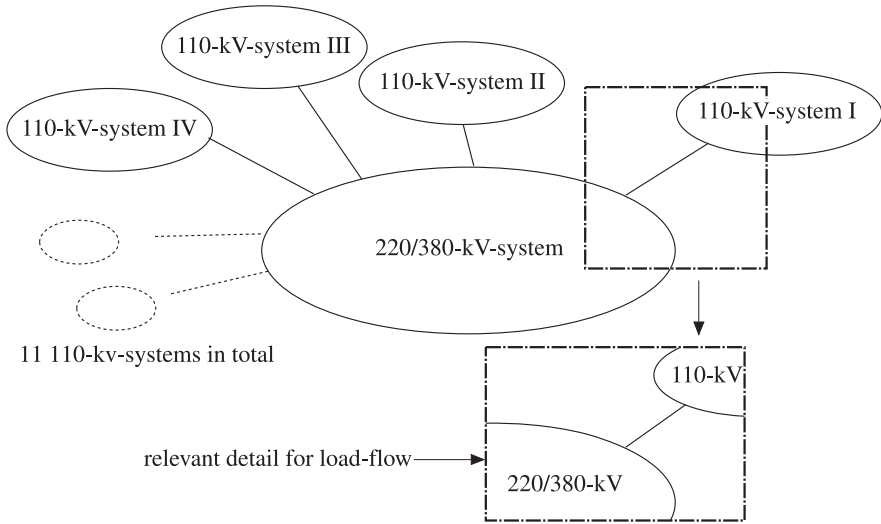 110-kV-system III
110-kV-system II
110-kV-system I
110-kV-system IV
220/380-kV-system
11 110-kv-systems in total
110-kV
relevant detail for load-flow
220/380-kV